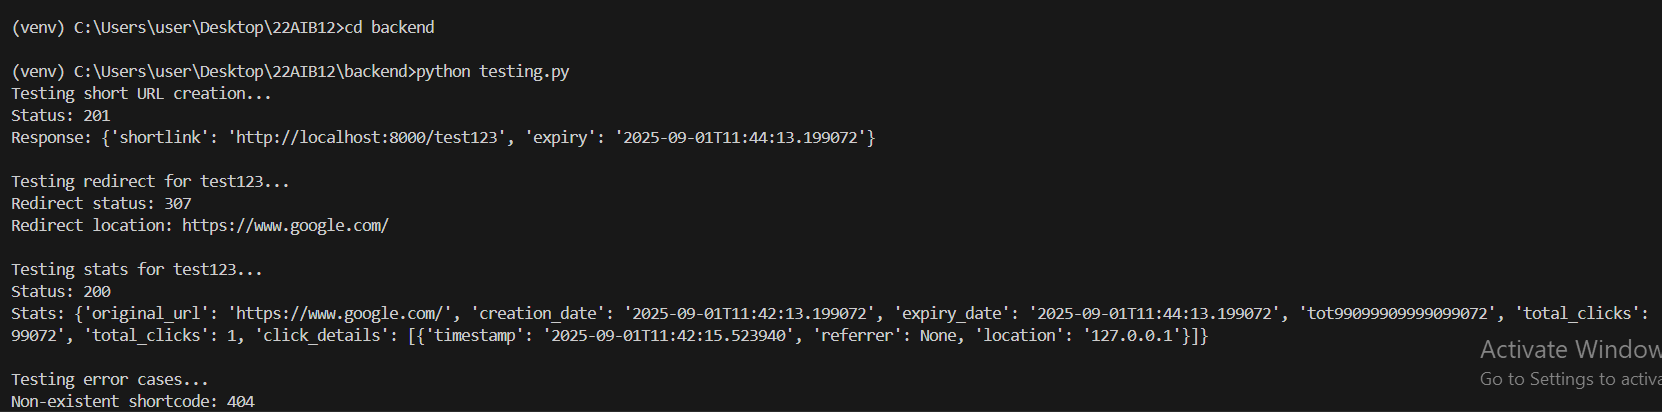 (venv) C:\Users\user\Desktop\22AIB12>cd backend
(venv) C:\Users\user\Desktop\22AIB12\backend>python testing.py
Testing short URL creation...
Status: 201
Response: {'shortlink': 'http://localhost:8000/test123', 'expiry': '2025-09-01T11:44:13.199072'}
Testing redirect for test123...
Redirect status: 307
Redirect location: https://www.google.com/
Testing stats for test123...
Status: 200
Stats: {'original_url': 'https://www.google.com/', 'creation_date': '2025-09-01T11:42:13.199072', 'expiry_date': '2025-09-01T11:44:13.199072', 'tot99099909999099072', 'total_clicks':
99072', 'total_clicks': 1, 'click_details': [{'timestamp': '2025-09-01T11:42:15.523940', 'referrer': None, 'location': '127.0.0.1'}]}
Testing error cases...
Non-existent shortcode: 404
Activate Window
Go to Settings to activa